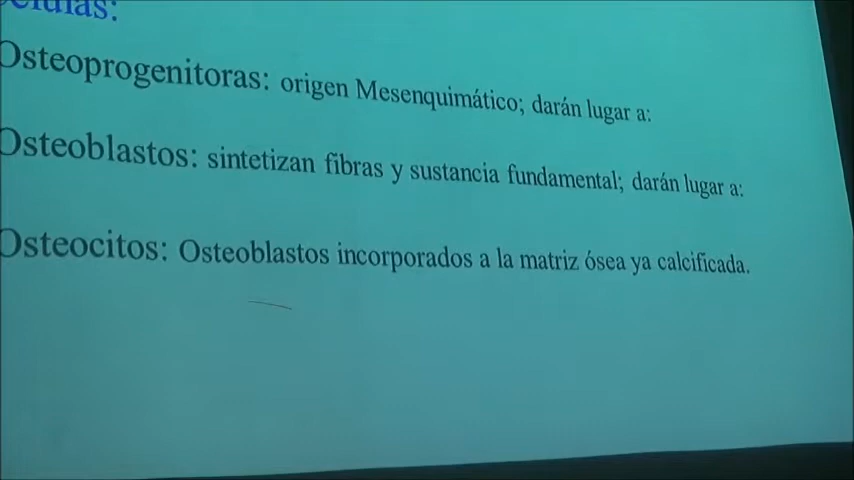 Células:
Osteoprogenitoras: origen Mesenquimático; darán lugar a:
Osteoblastos: sintetizan fibras y sustancia fundamental; darán lugar a:
Osteocitos: Osteoblastos incorporados a la matriz ósea ya calcificada.